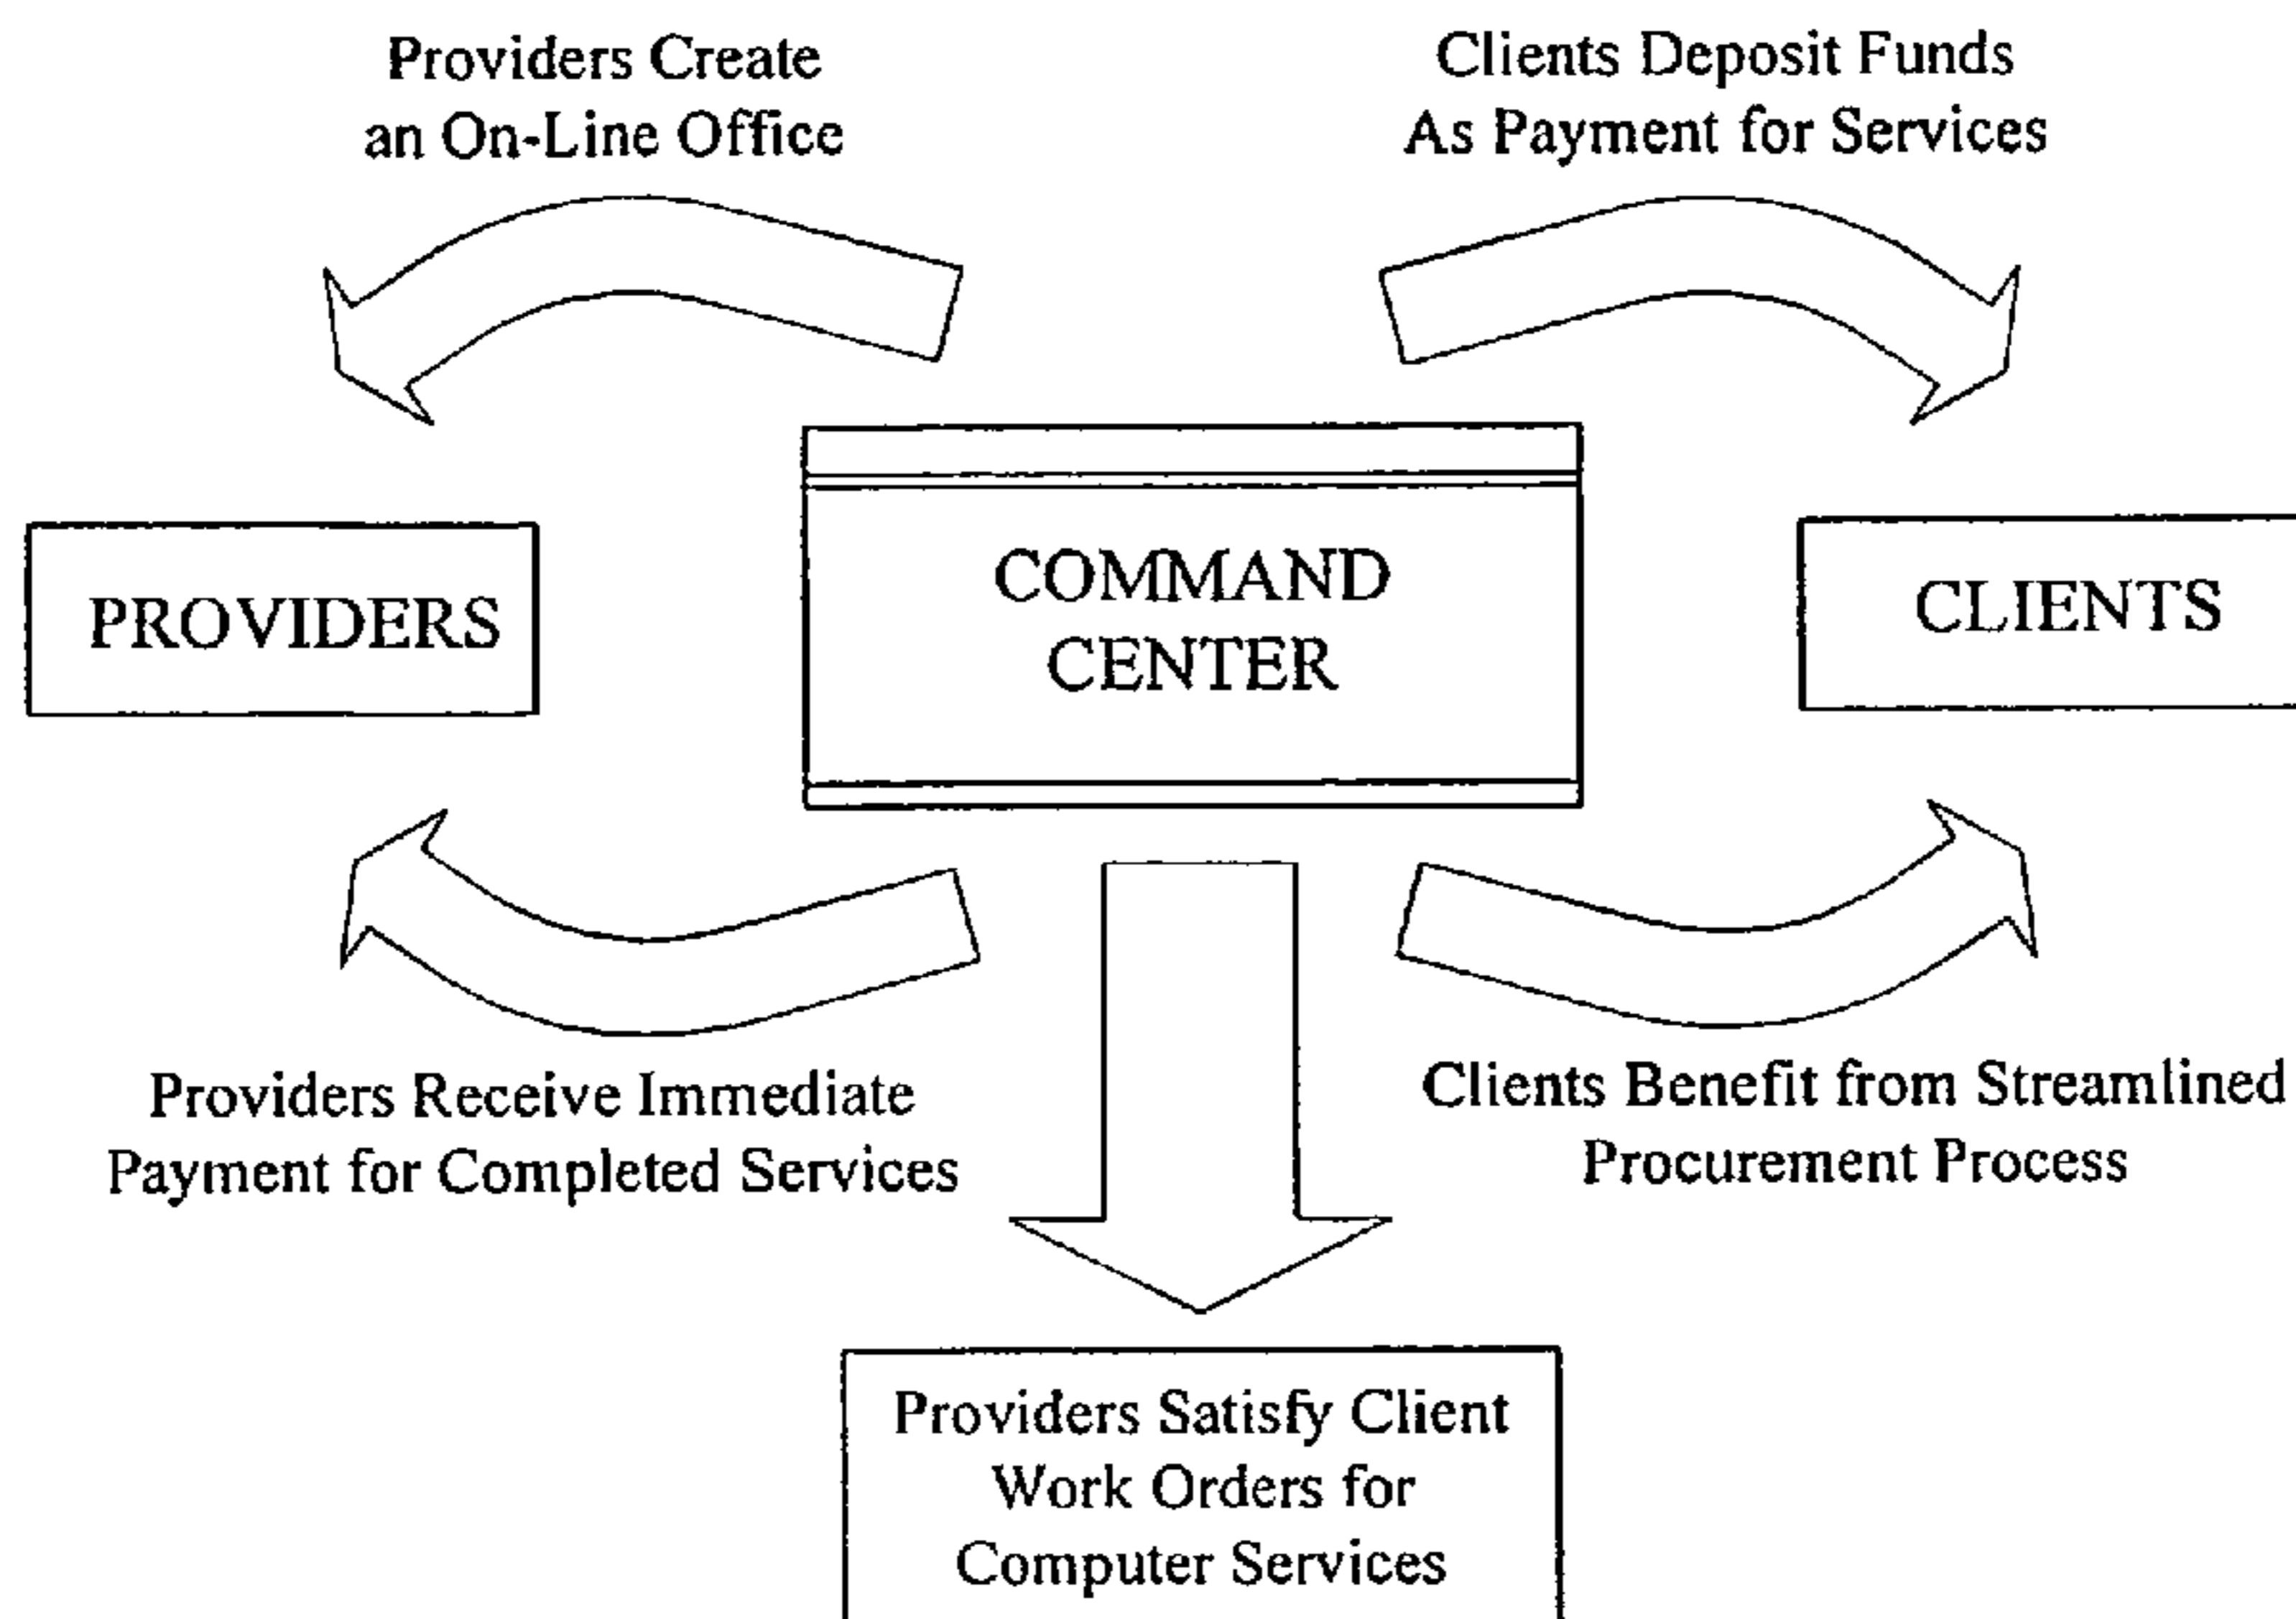 Providers Create
an On-Line Office
Clients Deposit Funds
As Payment for Services
PROVIDERS
COMMAND
CENTER
CLIENTS
Providers Receive Immediate
Payment for Completed Services
Clients Benefit from Streamlined
Procurement Process
Providers Satisfy Client
Work Orders for
Computer Services